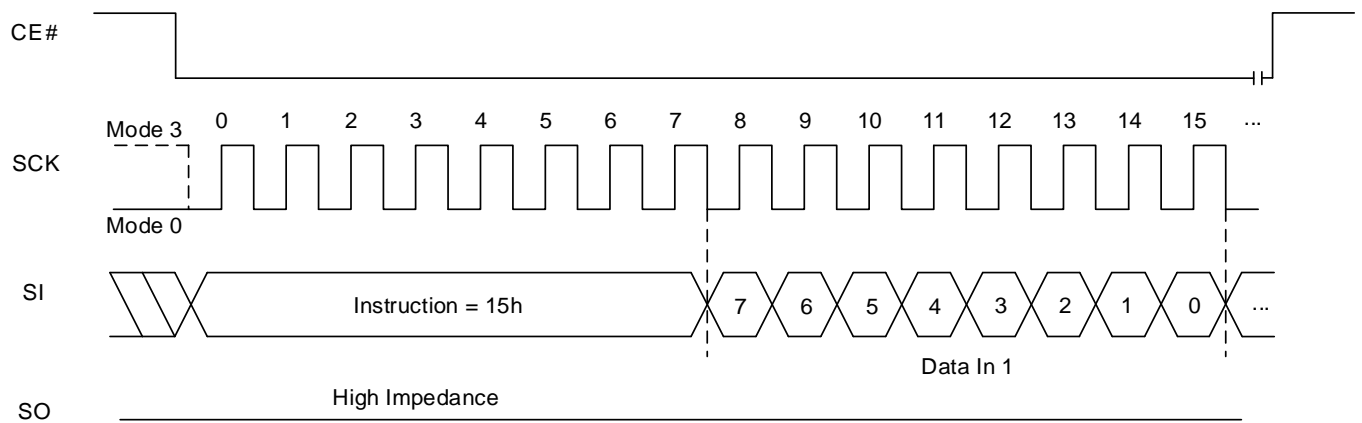 CE#
0 1 2 3 4 5 6 7 8 9 10 11 12 13 14 15 ...
Mode 3
SCK
Mode 0
SI
Instruction = 15h
7 6 5 4 3 2 1 0 ...
Data In 1
High Impedance
SO